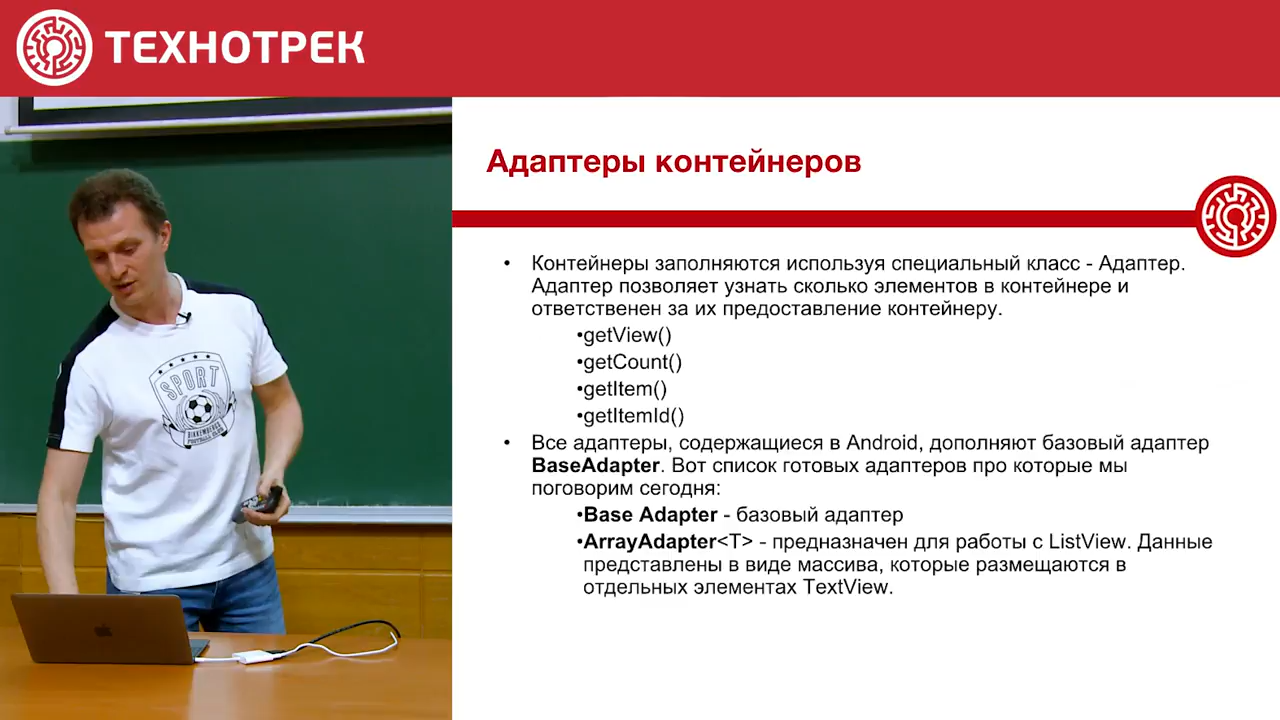 ТЕХНОТРЕК
Адаптеры контейнеров
• Контейнеры заполняются используя специальный класс - Адаптер.
Адаптер позволяет узнать сколько элементов в контейнере и
ответственен за их предоставление контейнеру.
•getView()
•getCount()
•getItem()
•getItemId()
• Все адаптеры, содержащиеся в Android, дополняют базовый адаптер
BaseAdapter. Вот список готовых адаптеров про которые мы
поговорим сегодня:
•Base Adapter - базовый адаптер
•ArrayAdapter<T> - предназначен для работы с ListView. Данные
представлены в виде массива, которые размещаются в
отдельных элементах TextView.
SPORT
BIKKEMBERGS
FOOTBALL CLUB